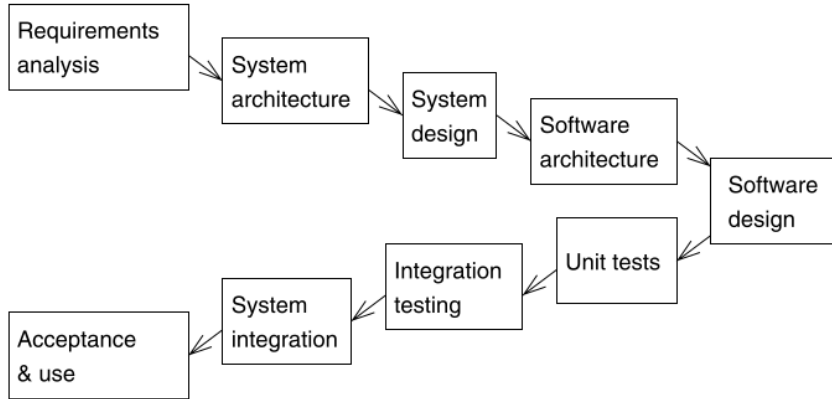 Requirements
analysis
System
architecture
System
design
Software
architecture
Software
design
Unit tests
Integration
testing
System
integration
Acceptance
& use